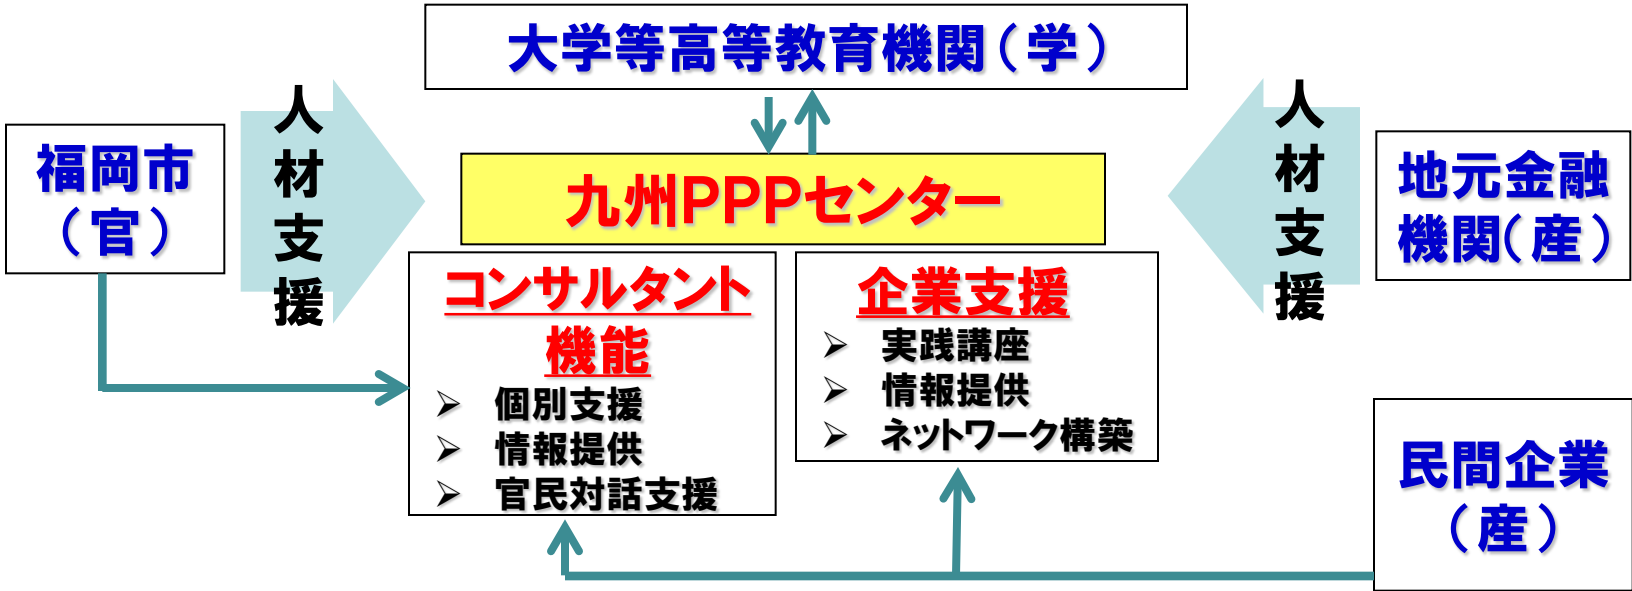 大学等高等教育機関（学）
福岡市
（官）
人
材
支
援
九州PPPセンター
人
材
支
援
地元金融
機関（産）
コンサルタント
機能
➢ 個別支援
➢ 情報提供
➢ 官民対話支援
企業支援
➢ 実践講座
➢ 情報提供
➢ ネットワーク構築
民間企業
（産）